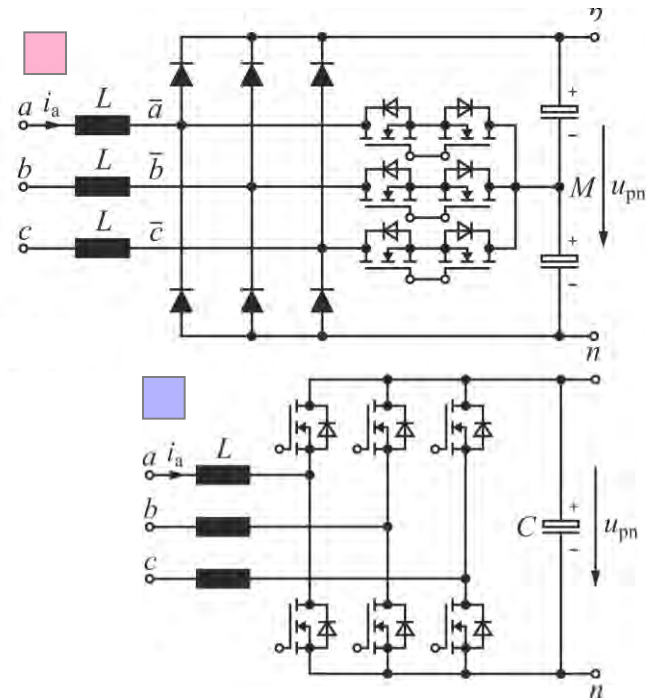 a i_a L a̅
b L b̅ M u_pn
c L c̅
+
−
+
−
n
a i_a L
b C + u_pn
c −
n